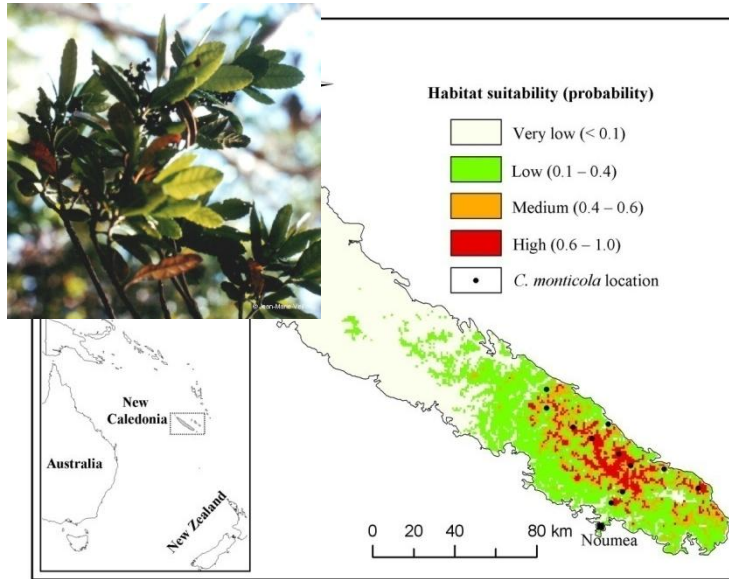 Habitat suitability (probability)
Very low (< 0.1)
Low (0.1 – 0.4)
Medium (0.4 – 0.6)
High (0.6 – 1.0)
C. monticola location
New
Caledonia
Australia
New Zealand
0 20 40 80 km
Noumea